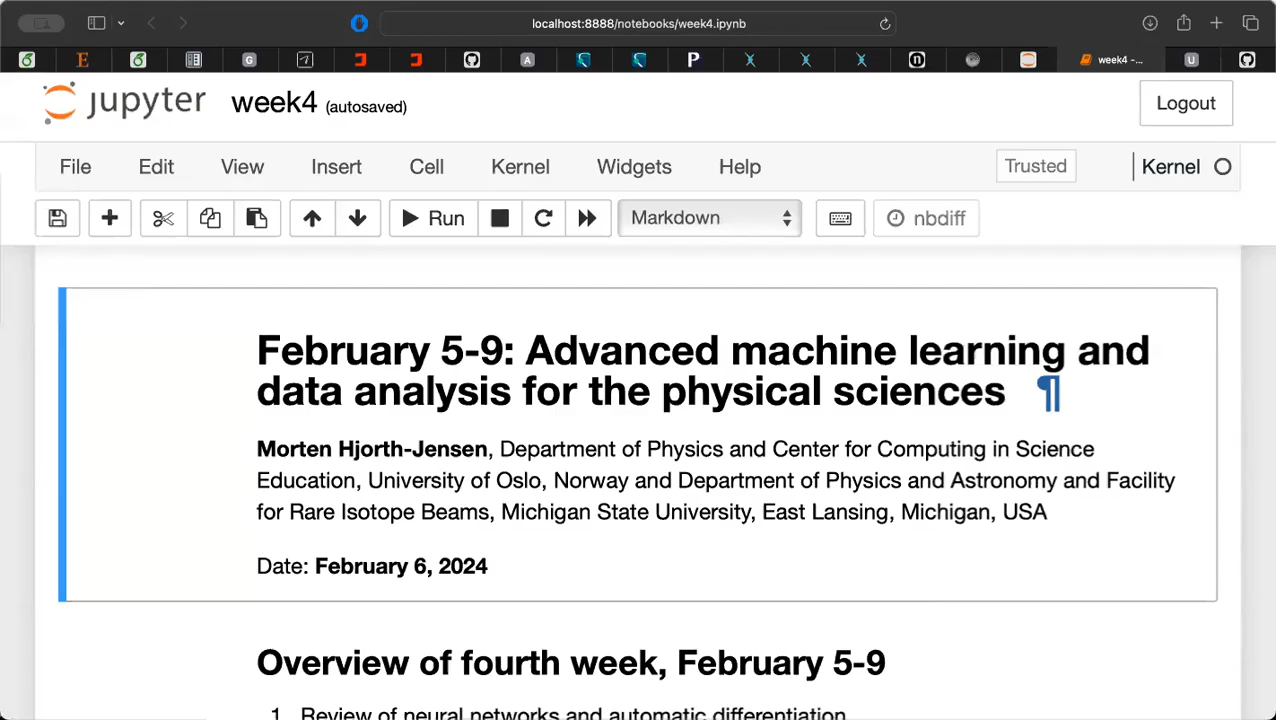 localhost:8888/notebooks/week4.ipynb
week4 -...
jupyter week4 (autosaved)
Logout
File Edit View Insert Cell Kernel Widgets Help Trusted Kernel
Run Markdown nbdiff
February 5-9: Advanced machine learning and
data analysis for the physical sciences ¶
Morten Hjorth-Jensen, Department of Physics and Center for Computing in Science
Education, University of Oslo, Norway and Department of Physics and Astronomy and Facility
for Rare Isotope Beams, Michigan State University, East Lansing, Michigan, USA
Date: February 6, 2024
Overview of fourth week, February 5-9
1. Review of neural networks and automatic differentiation